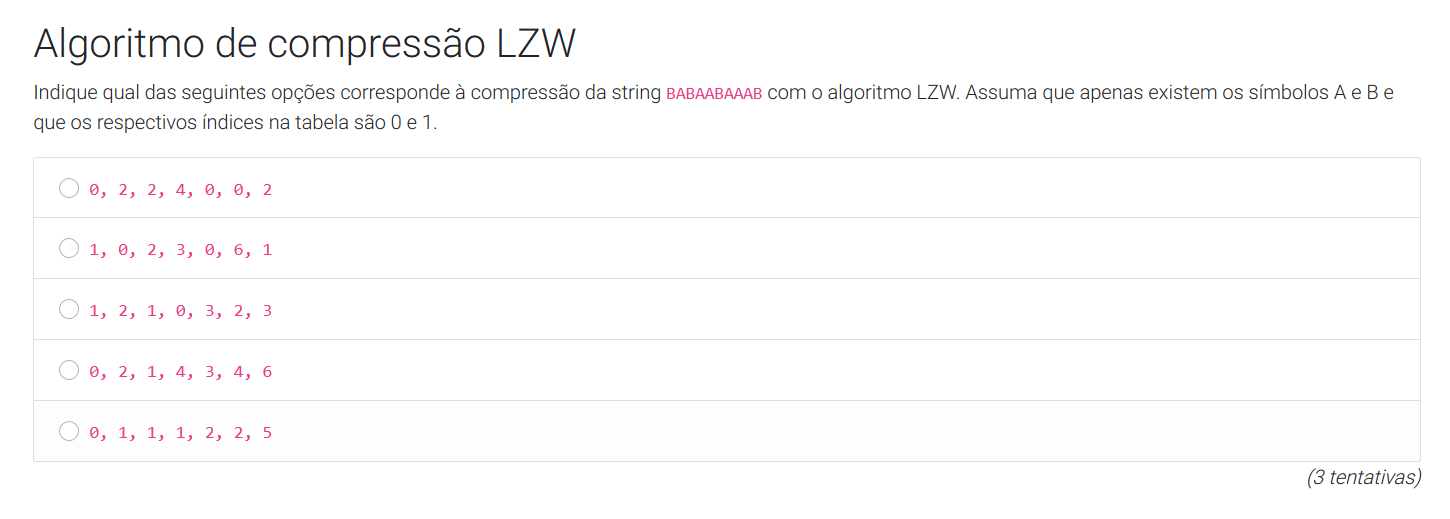 Algoritmo de compressão LZW
Indique qual das seguintes opções corresponde à compressão da string BABAABAAAB com o algoritmo LZW. Assuma que apenas existem os símbolos A e B e
que os respectivos índices na tabela são 0 e 1.
0, 2, 2, 4, 0, 0, 2
1, 0, 2, 3, 0, 6, 1
1, 2, 1, 0, 3, 2, 3
0, 2, 1, 4, 3, 4, 6
0, 1, 1, 1, 2, 2, 5
(3 tentativas)